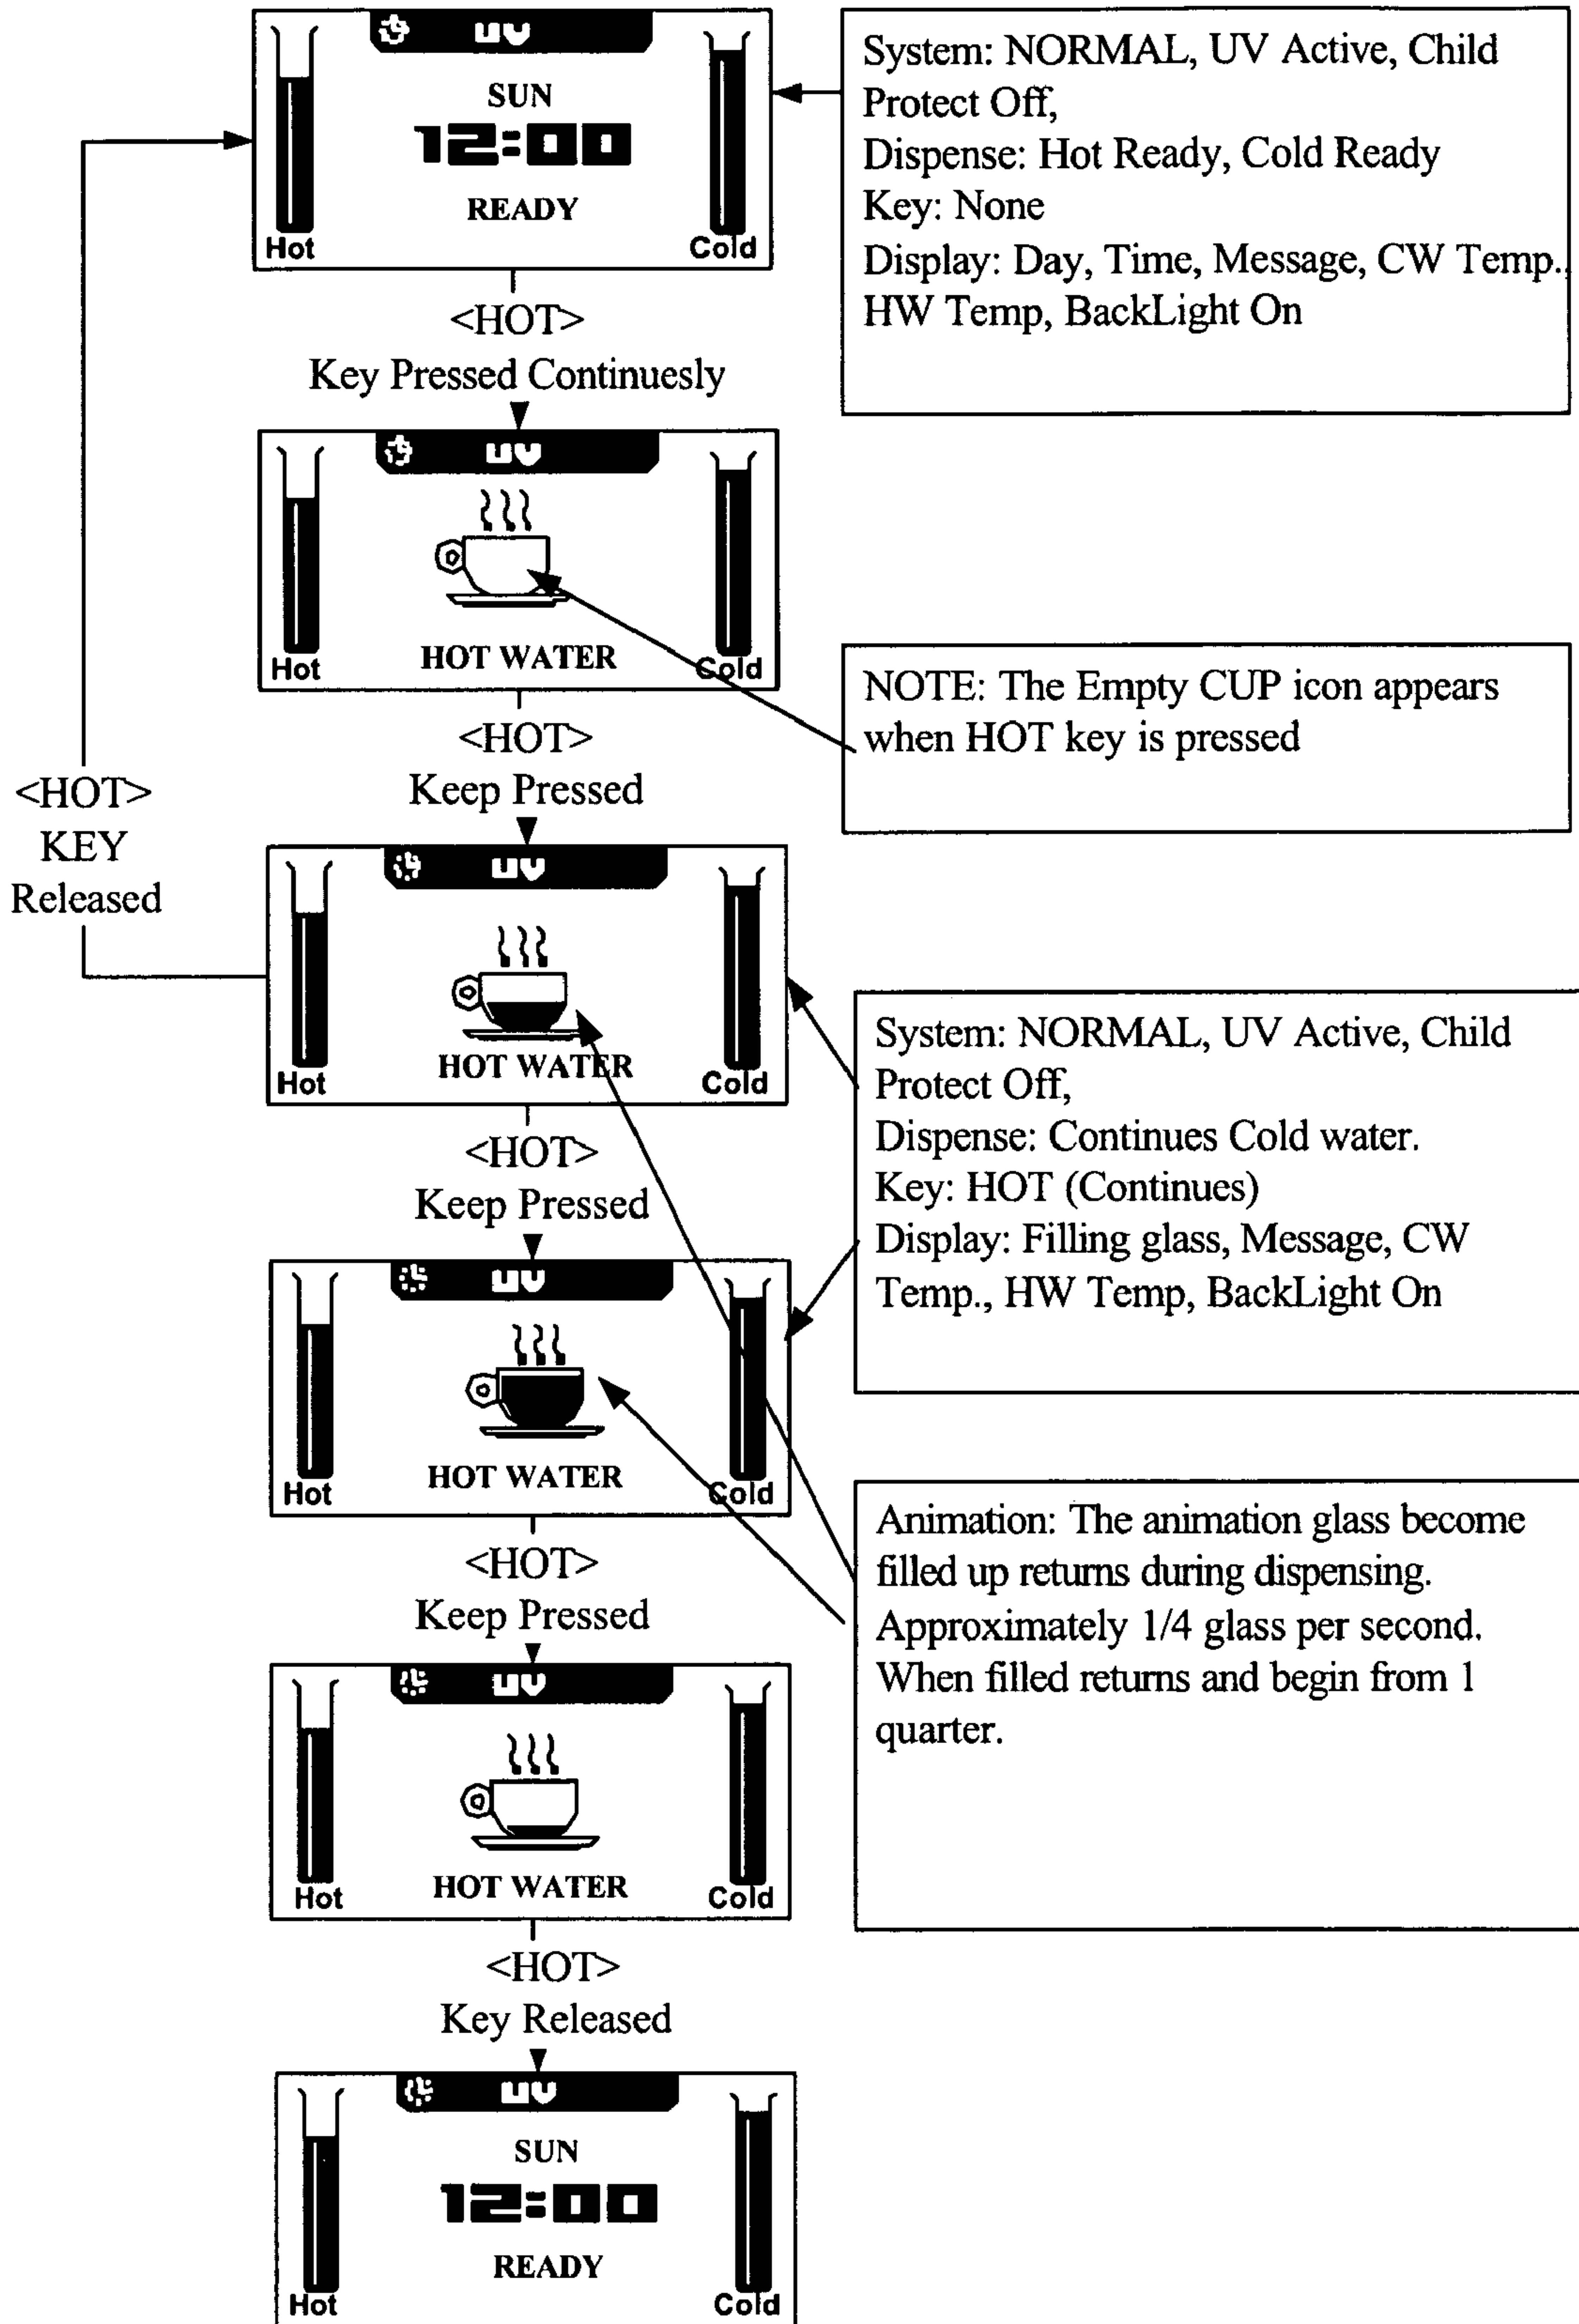 UV
SUN
12:00
READY
Hot
Cold
System: NORMAL, UV Active, Child
Protect Off,
Dispense: Hot Ready, Cold Ready
Key: None
Display: Day, Time, Message, CW Temp.,
HW Temp, BackLight On
<HOT>
Key Pressed Continuesly
UV
HOT WATER
Hot
Cold
NOTE: The Empty CUP icon appears
when HOT key is pressed
<HOT>
Keep Pressed
<HOT>
KEY
Released
UV
HOT WATER
Hot
Cold
System: NORMAL, UV Active, Child
Protect Off,
Dispense: Continues Cold water.
Key: HOT (Continues)
Display: Filling glass, Message, CW
Temp., HW Temp, BackLight On
<HOT>
Keep Pressed
UV
HOT WATER
Hot
Cold
Animation: The animation glass become
filled up returns during dispensing.
Approximately 1/4 glass per second.
When filled returns and begin from 1
quarter.
<HOT>
Keep Pressed
UV
HOT WATER
Hot
Cold
<HOT>
Key Released
UV
SUN
12:00
READY
Hot
Cold